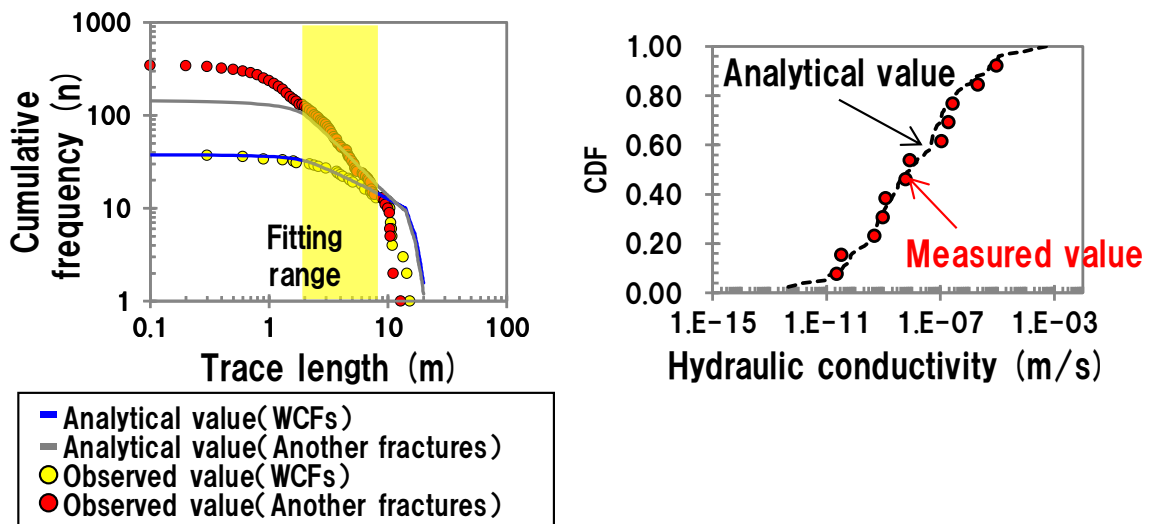 1000
100
10
1
Cumulative
frequency (n)
Fitting
range
0.1
1
10
100
Trace length (m)
Analytical value(WCFs)
Analytical value(Another fractures)
Observed value(WCFs)
Observed value(Another fractures)
1.00
0.80
0.60
0.40
0.20
0.00
CDF
Analytical value
Measured value
1.E-15
1.E-11
1.E-07
1.E-03
Hydraulic conductivity (m/s)